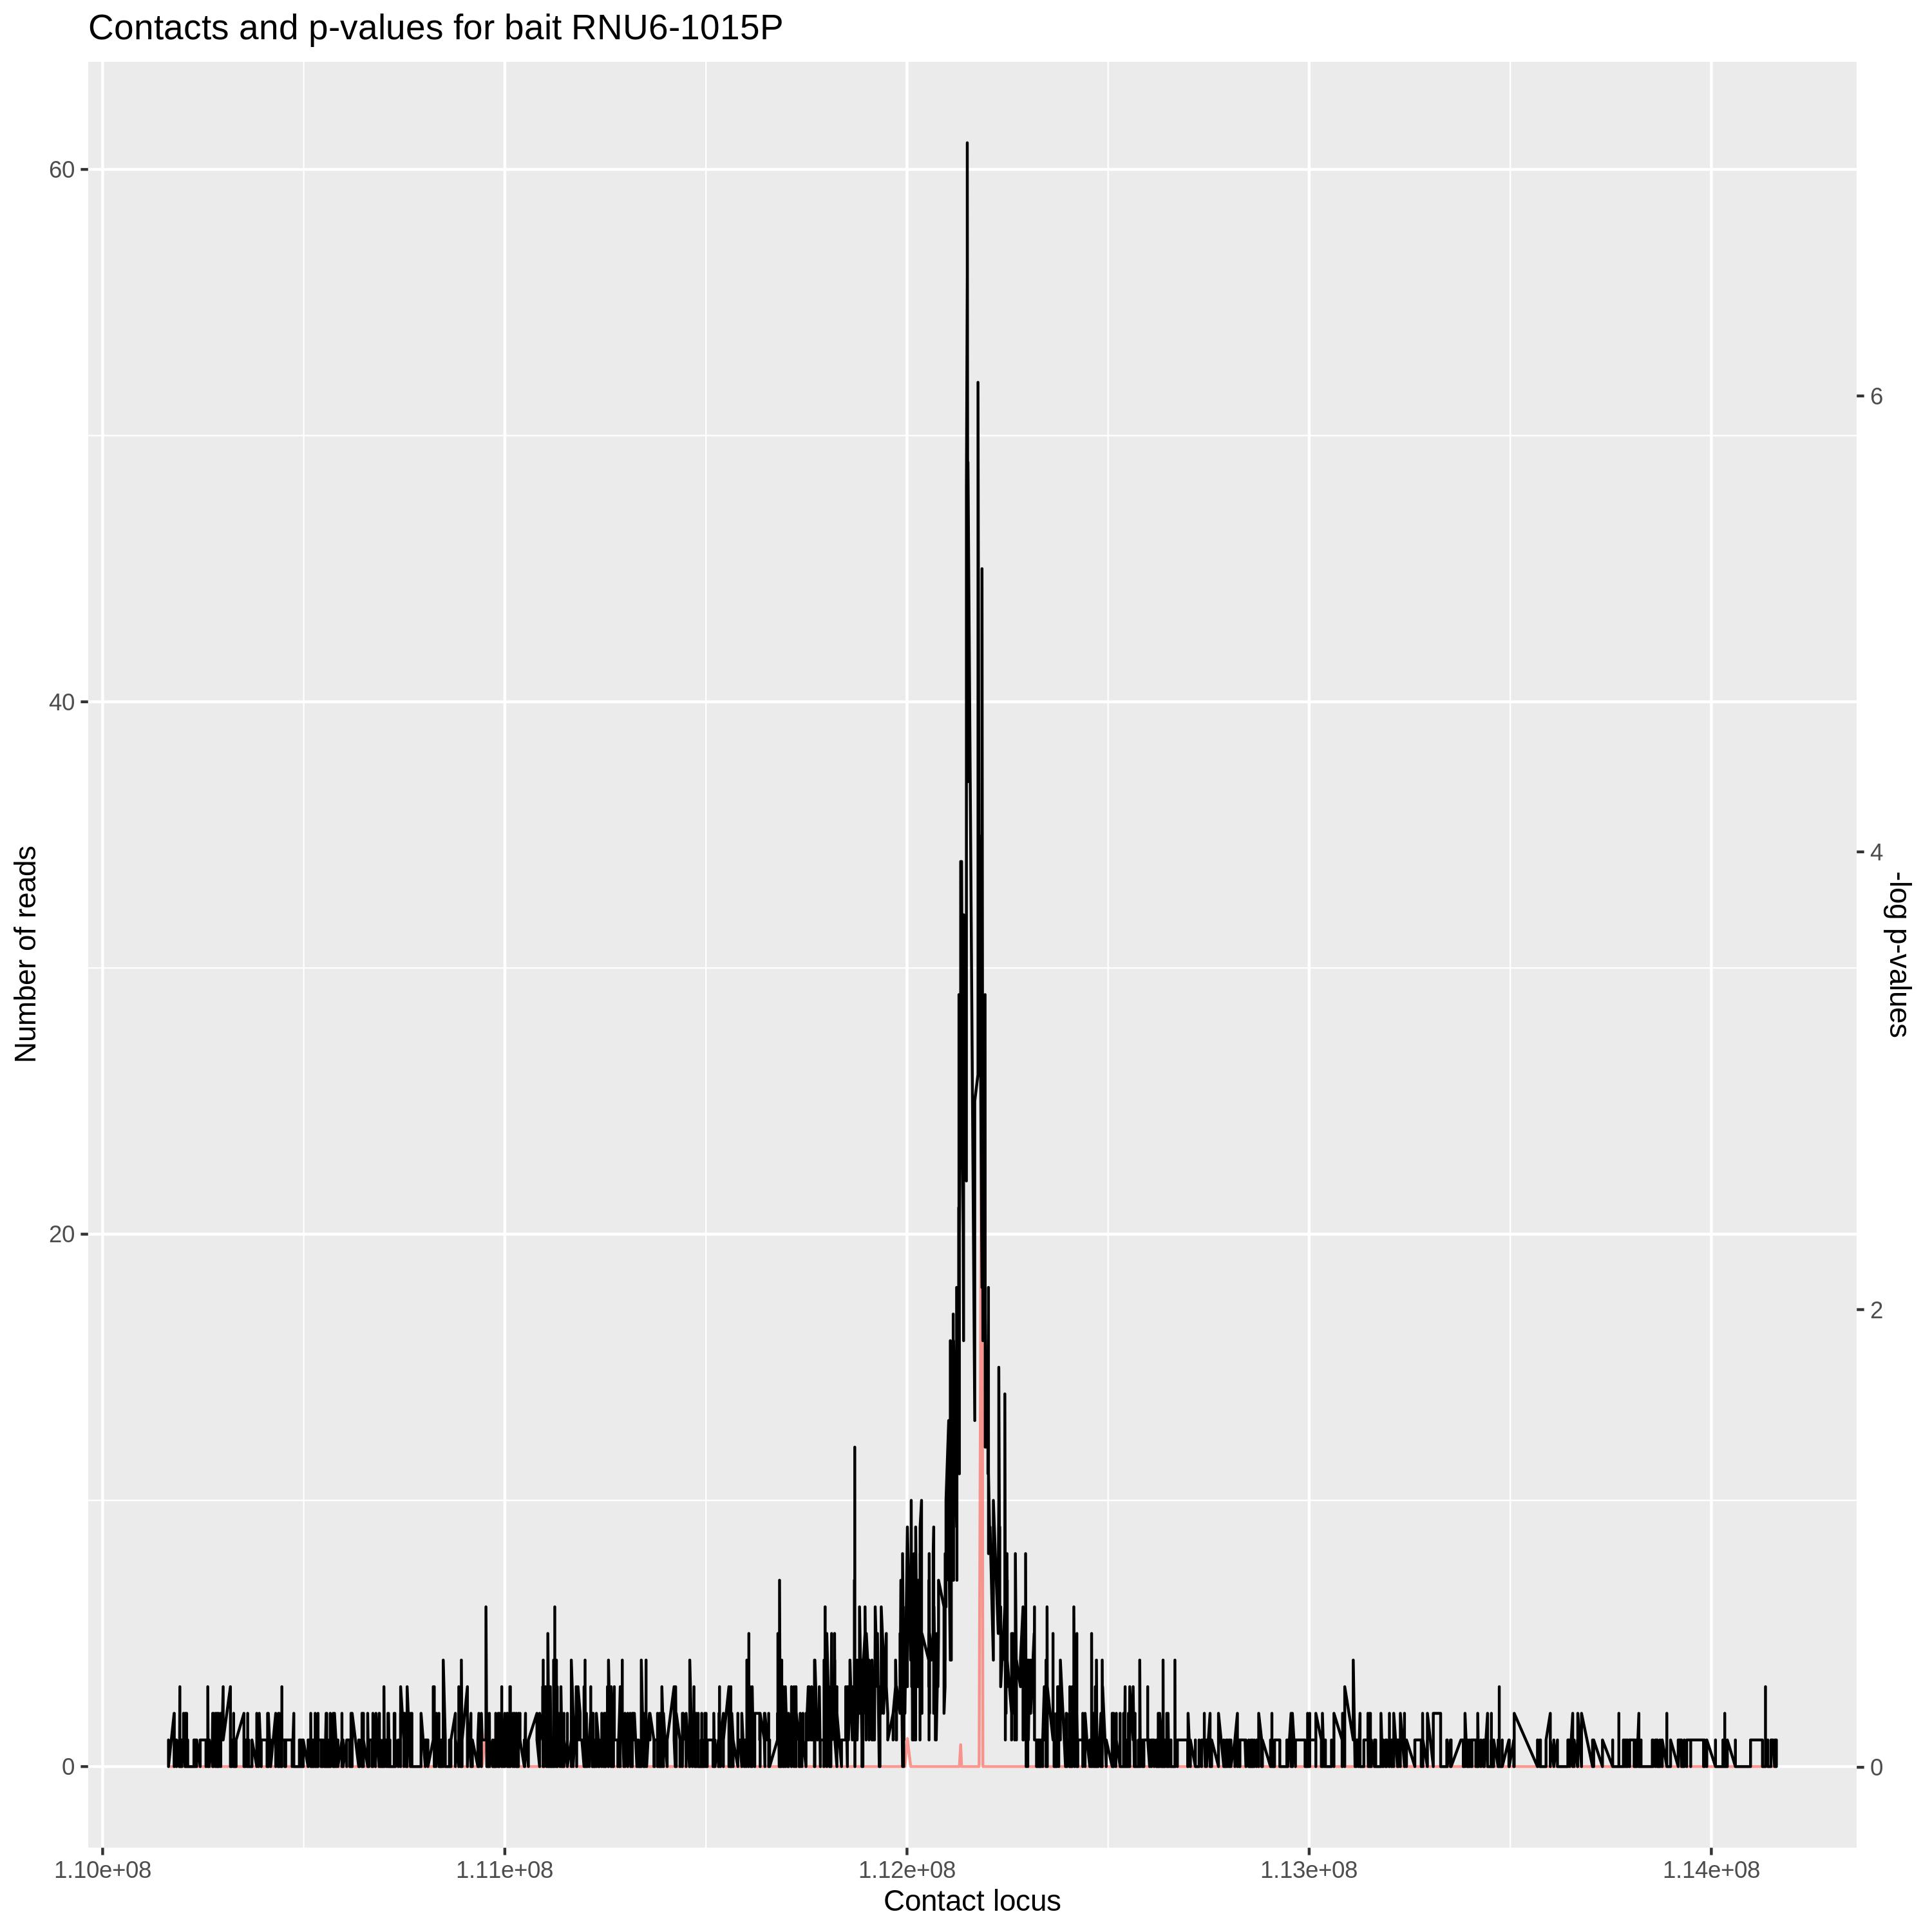 Contacts and p-values for bait RNU6-1015P
60
40
20
0
Number of reads
6
4
2
0
-log p-values
1.10e+08
1.11e+08
1.12e+08
1.13e+08
1.14e+08
Contact locus